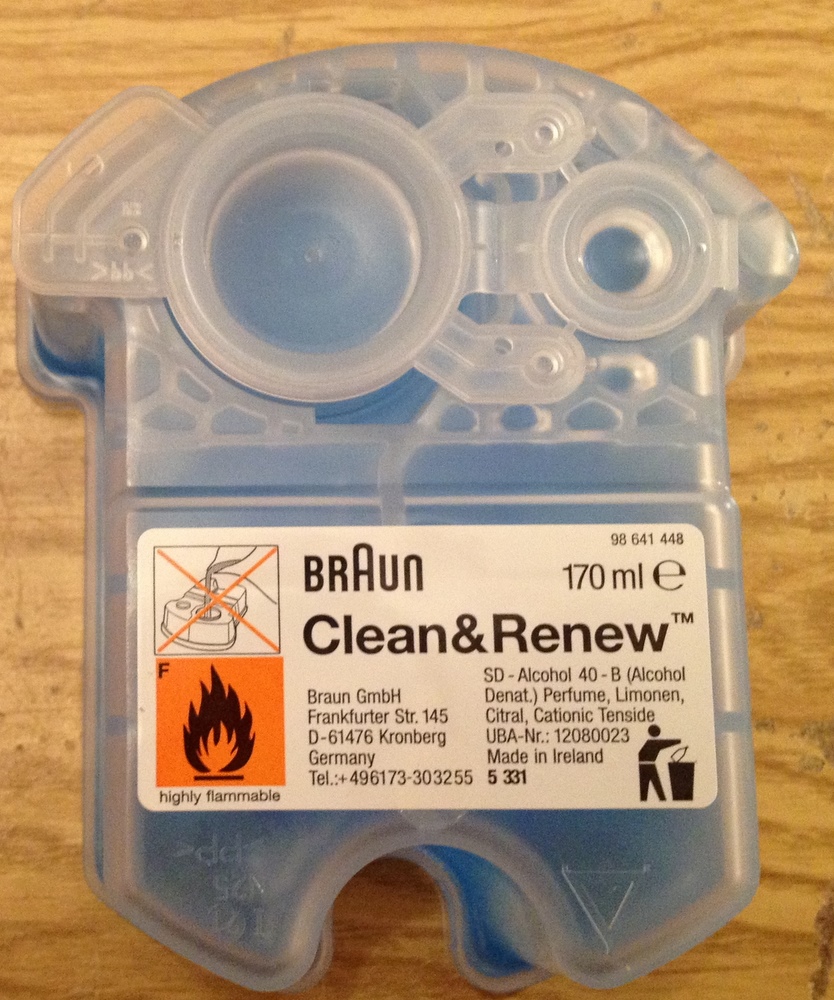 >PP<
98 641 448
BRAUN
170 ml ℮
Clean&Renew™
F
highly flammable
Braun GmbH
Frankfurter Str. 145
D-61476 Kronberg
Germany
Tel.:+496173-303255
SD-Alcohol 40-B (Alcohol
Denat.) Perfume, Limonen,
Citral, Cationic Tenside
UBA-Nr.: 12080023
Made in Ireland
5 331
>PP<